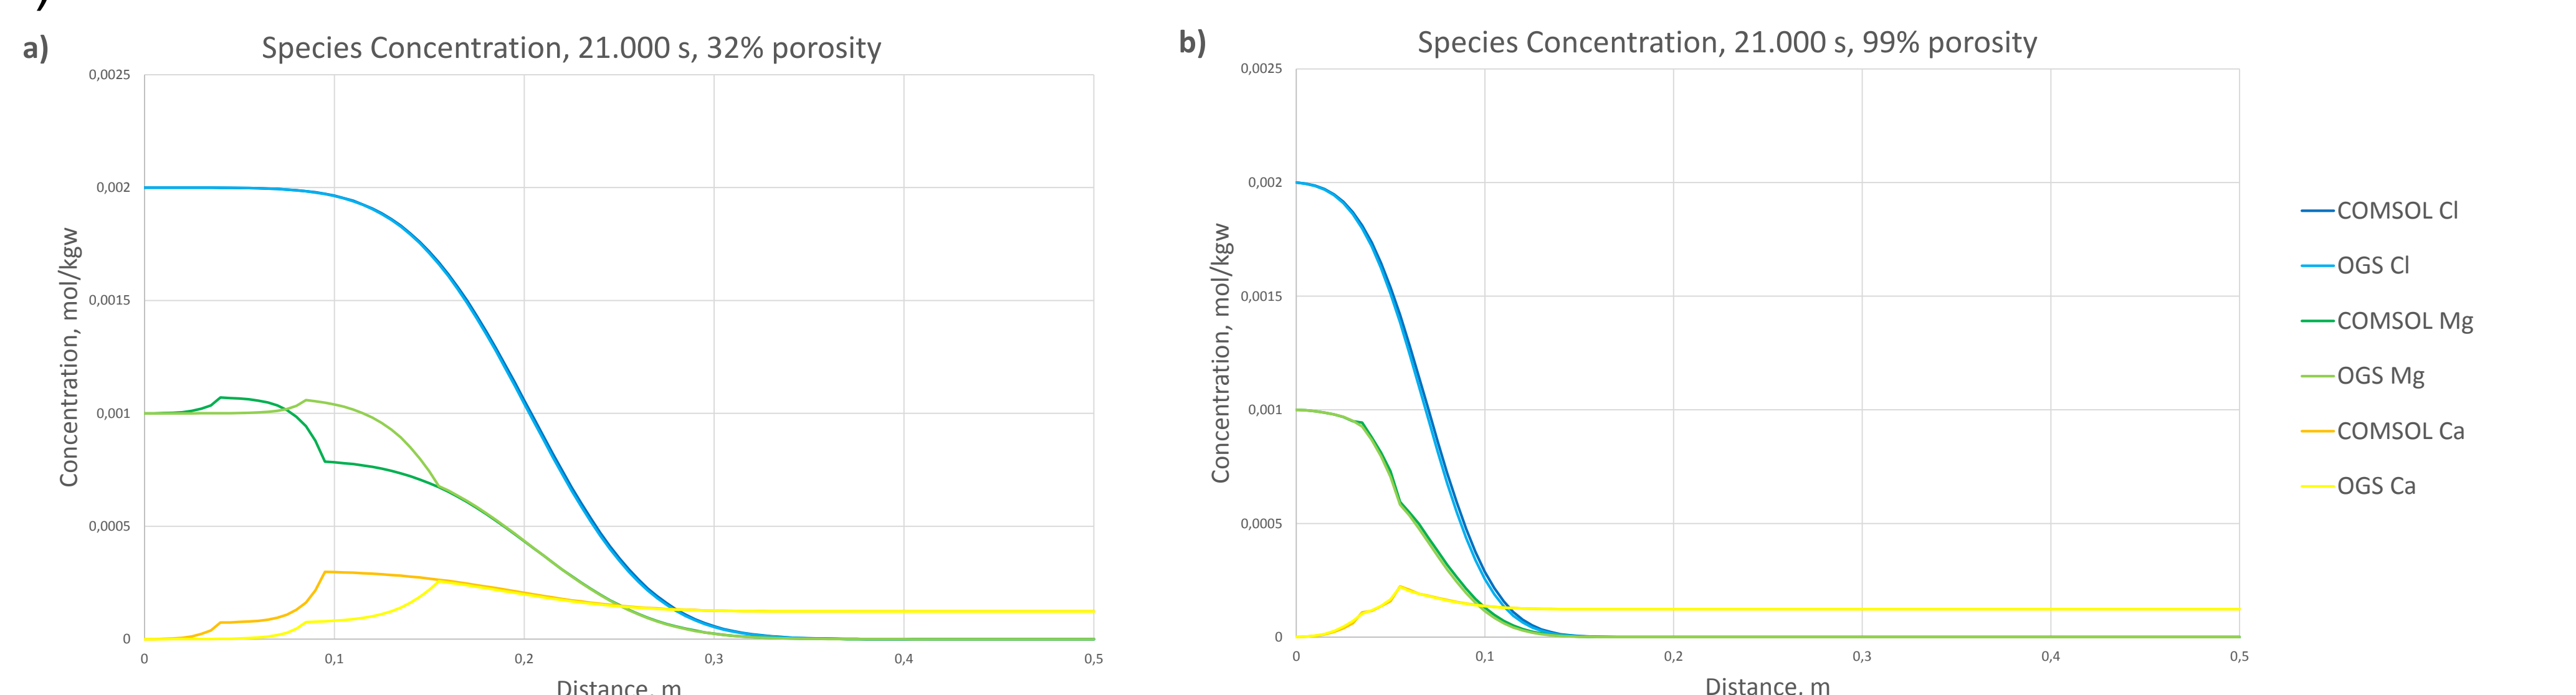 a)
Species Concentration, 21.000 s, 32% porosity
0,0025
0,002
0,0015
0,001
0,0005
0
Concentration, mol/kgw
0 0,1 0,2 0,3 0,4 0,5
Distance, m
b)
Species Concentration, 21.000 s, 99% porosity
0,0025
0,002
0,0015
0,001
0,0005
0
Concentration, mol/kgw
0 0,1 0,2 0,3 0,4 0,5
Distance, m
COMSOL Cl
OGS Cl
COMSOL Mg
OGS Mg
COMSOL Ca
OGS Ca